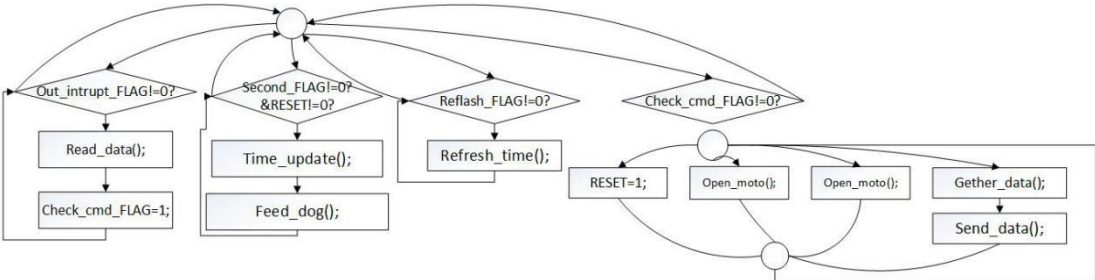 Out_intrupt_FLAG!=0?
Read_data();
Check_cmd_FLAG=1;
Second_FLAG!=0?
&RESET!=0?
Time_update();
Feed_dog();
Reflash_FLAG!=0?
Refresh_time();
Check_cmd_FLAG!=0?
RESET=1;
Open_moto();
Open_moto();
Gether_data();
Send_data();